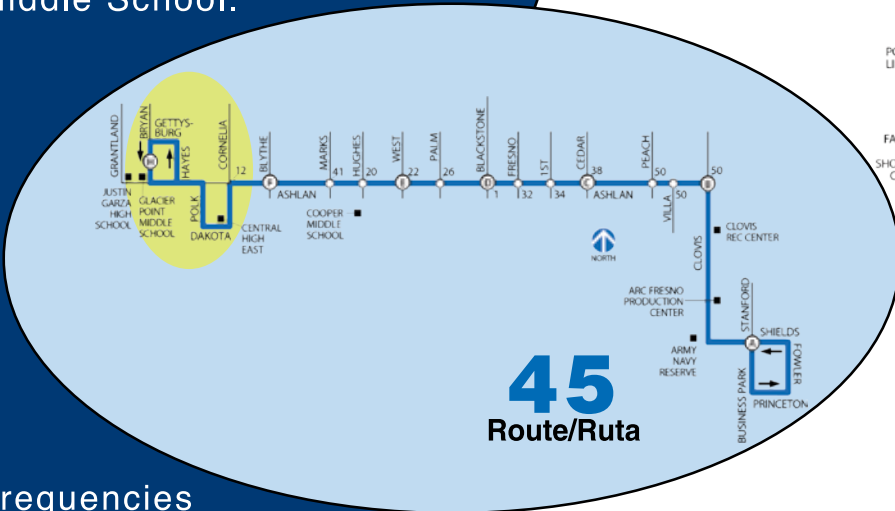 iddle School.
GRANTLAND
BRYAN
GETTYS-
BURG
HAYES
CORNELIA
12
BLYTHE
MARKS
41
HUGHES
20
WEST
22
PALM
26
BLACKSTONE
1
FRESNO
32
1ST
34
CEDAR
38
PEACH
50
VILLA
50
50
H
F
E
D
C
B
ASHLAN
ASHLAN
JUSTIN
GARZA
HIGH
SCHOOL
GLACIER
POINT
MIDDLE
SCHOOL
POLK
DAKOTA
CENTRAL
HIGH
EAST
COOPER
MIDDLE
SCHOOL
NORTH
CLOVIS
CLOVIS
REC CENTER
ARC FRESNO
PRODUCTION
CENTER
ARMY
NAVY
RESERVE
STANFORD
A
SHIELDS
FOWLER
BUSINESS PARK
PRINCETON
45
Route/Ruta
requencies
LI
FA
SHO